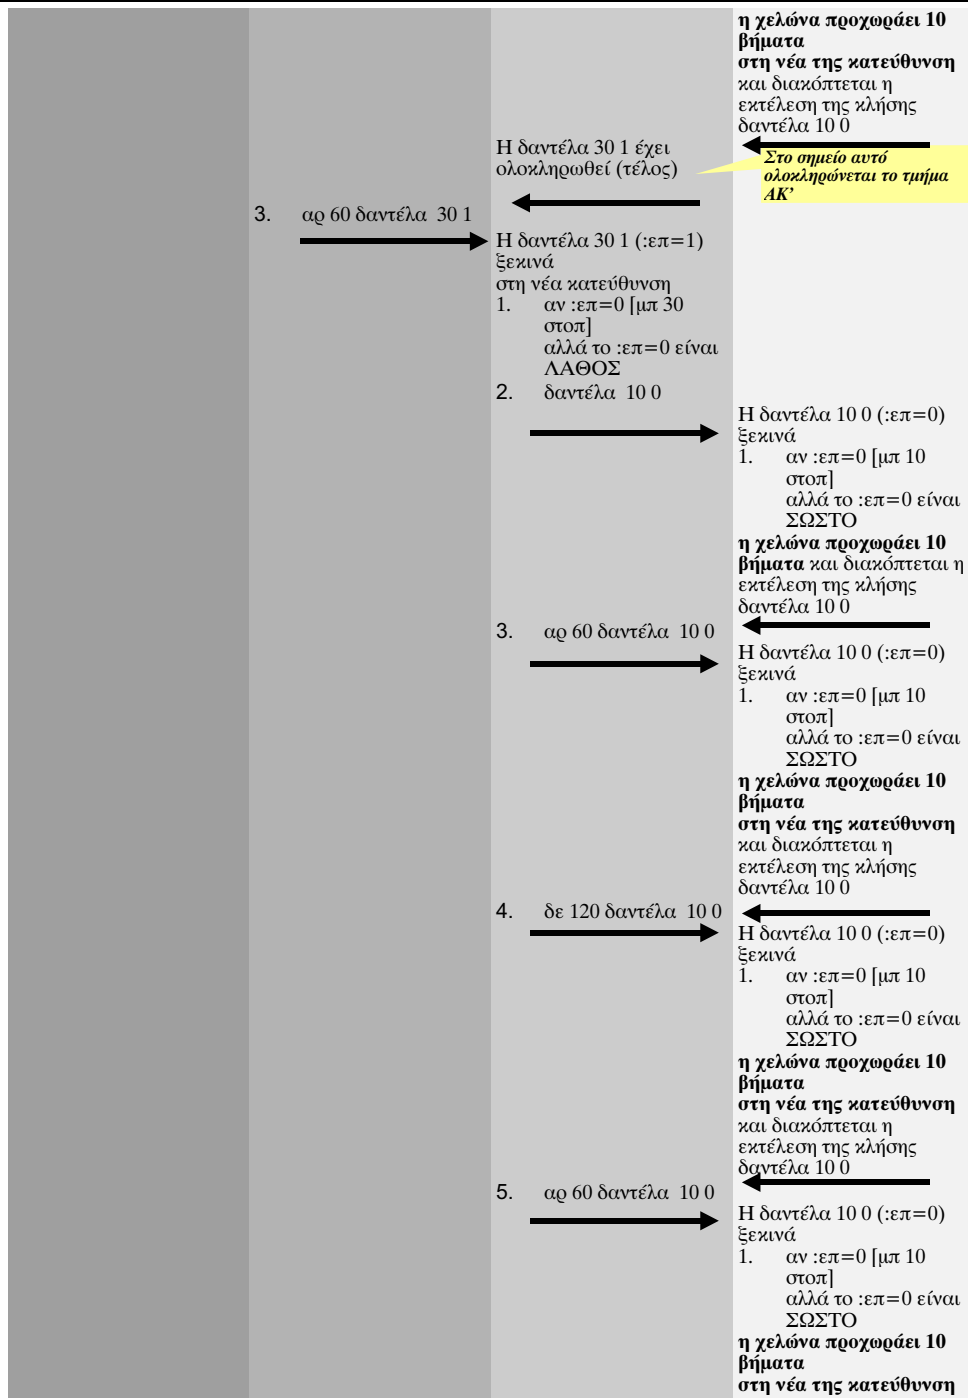 η χελώνα προχωράει 10
βήματα
στη νέα της κατεύθυνση
και διακόπτεται η
εκτέλεση της κλήσης
δαντέλα 10 0
Η δαντέλα 30 1 έχει
ολοκληρωθεί (τέλος)
Στο σημείο αυτό
ολοκληρώνεται το τμήμα
ΑΚ’
3. αρ 60 δαντέλα 30 1
Η δαντέλα 30 1 (:επ=1)
ξεκινά
στη νέα κατεύθυνση
1. αν :επ=0 [μπ 30
στοπ]
αλλά το :επ=0 είναι
ΛΑΘΟΣ
2. δαντέλα 10 0
Η δαντέλα 10 0 (:επ=0)
ξεκινά
1. αν :επ=0 [μπ 10
στοπ]
αλλά το :επ=0 είναι
ΣΩΣΤΟ
η χελώνα προχωράει 10
βήματα και διακόπτεται η
εκτέλεση της κλήσης
δαντέλα 10 0
3. αρ 60 δαντέλα 10 0
Η δαντέλα 10 0 (:επ=0)
ξεκινά
1. αν :επ=0 [μπ 10
στοπ]
αλλά το :επ=0 είναι
ΣΩΣΤΟ
η χελώνα προχωράει 10
βήματα
στη νέα της κατεύθυνση
και διακόπτεται η
εκτέλεση της κλήσης
δαντέλα 10 0
4. δε 120 δαντέλα 10 0
Η δαντέλα 10 0 (:επ=0)
ξεκινά
1. αν :επ=0 [μπ 10
στοπ]
αλλά το :επ=0 είναι
ΣΩΣΤΟ
η χελώνα προχωράει 10
βήματα
στη νέα της κατεύθυνση
και διακόπτεται η
εκτέλεση της κλήσης
δαντέλα 10 0
5. αρ 60 δαντέλα 10 0
Η δαντέλα 10 0 (:επ=0)
ξεκινά
1. αν :επ=0 [μπ 10
στοπ]
αλλά το :επ=0 είναι
ΣΩΣΤΟ
η χελώνα προχωράει 10
βήματα
στη νέα της κατεύθυνση